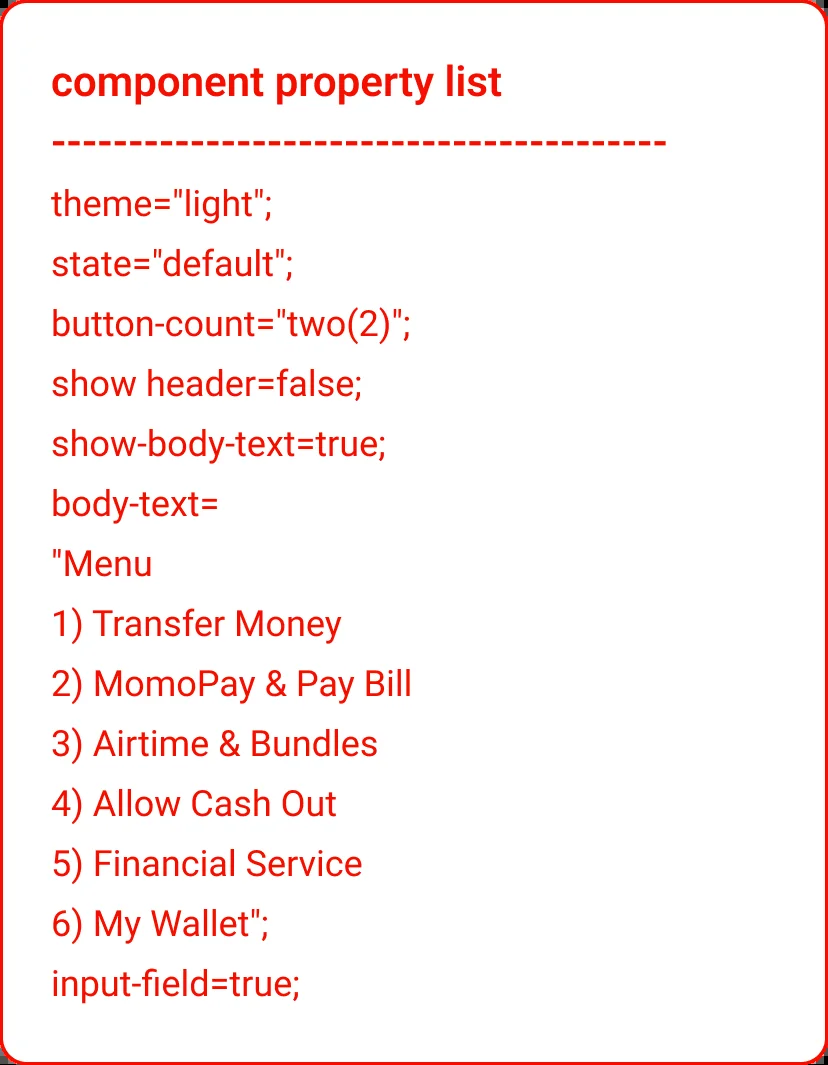 component property list
----------------------------------------
theme="light";
state="default";
button-count="two(2)";
show header=false;
show-body-text=true;
body-text=
"Menu
1) Transfer Money
2) MomoPay & Pay Bill
3) Airtime & Bundles
4) Allow Cash Out
5) Financial Service
6) My Wallet";
input-field=true;